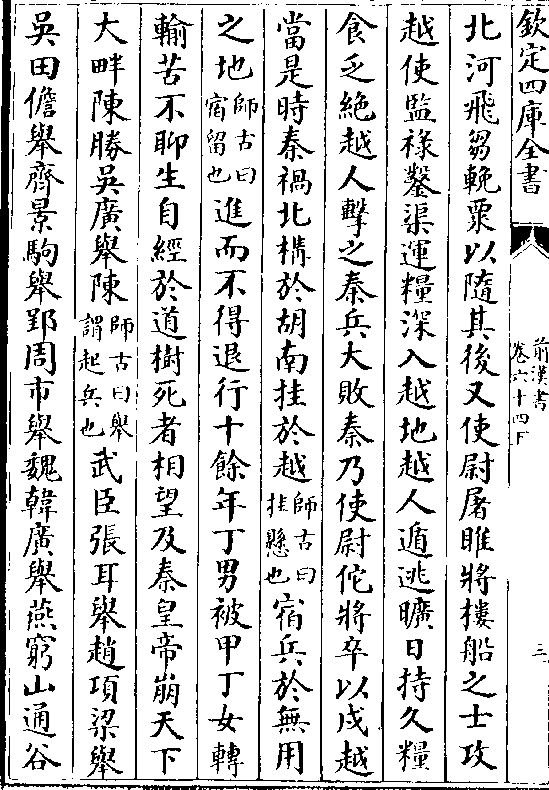 欽定四庫全書
前漢書
卷六十四下
三
北河飛芻輓粟以隨其後又使尉屠睢將樓船之士攻
越使監祿鑿渠運糧深入越地越人遁逃曠日持久糧
食乏絶越人擊之秦兵大敗秦乃使尉佗將卒以戍越
當是時秦禍北構於胡南挂於越師古曰挂懸也宿兵於無用
之地師古曰宿留也進而不得退行十餘年丁男被甲丁女轉
輸苦不聊生自經於道樹死者相望及秦皇帝崩天下
大畔陳勝吳廣舉陳師古曰舉謂起兵也武臣張耳舉趙項梁舉
吳田儋舉齊景駒舉郢周市舉魏韓廣舉燕窮山通谷